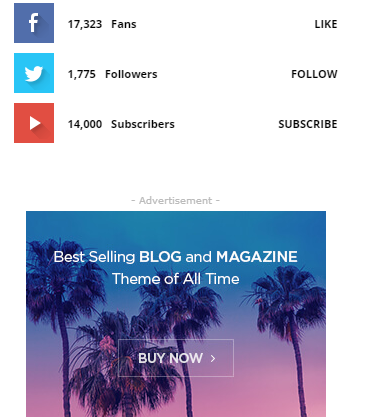 17,323 Fans LIKE
1,775 Followers FOLLOW
14,000 Subscribers SUBSCRIBE
- Advertisement -
Best Selling BLOG and MAGAZINE
Theme of All Time
BUY NOW >